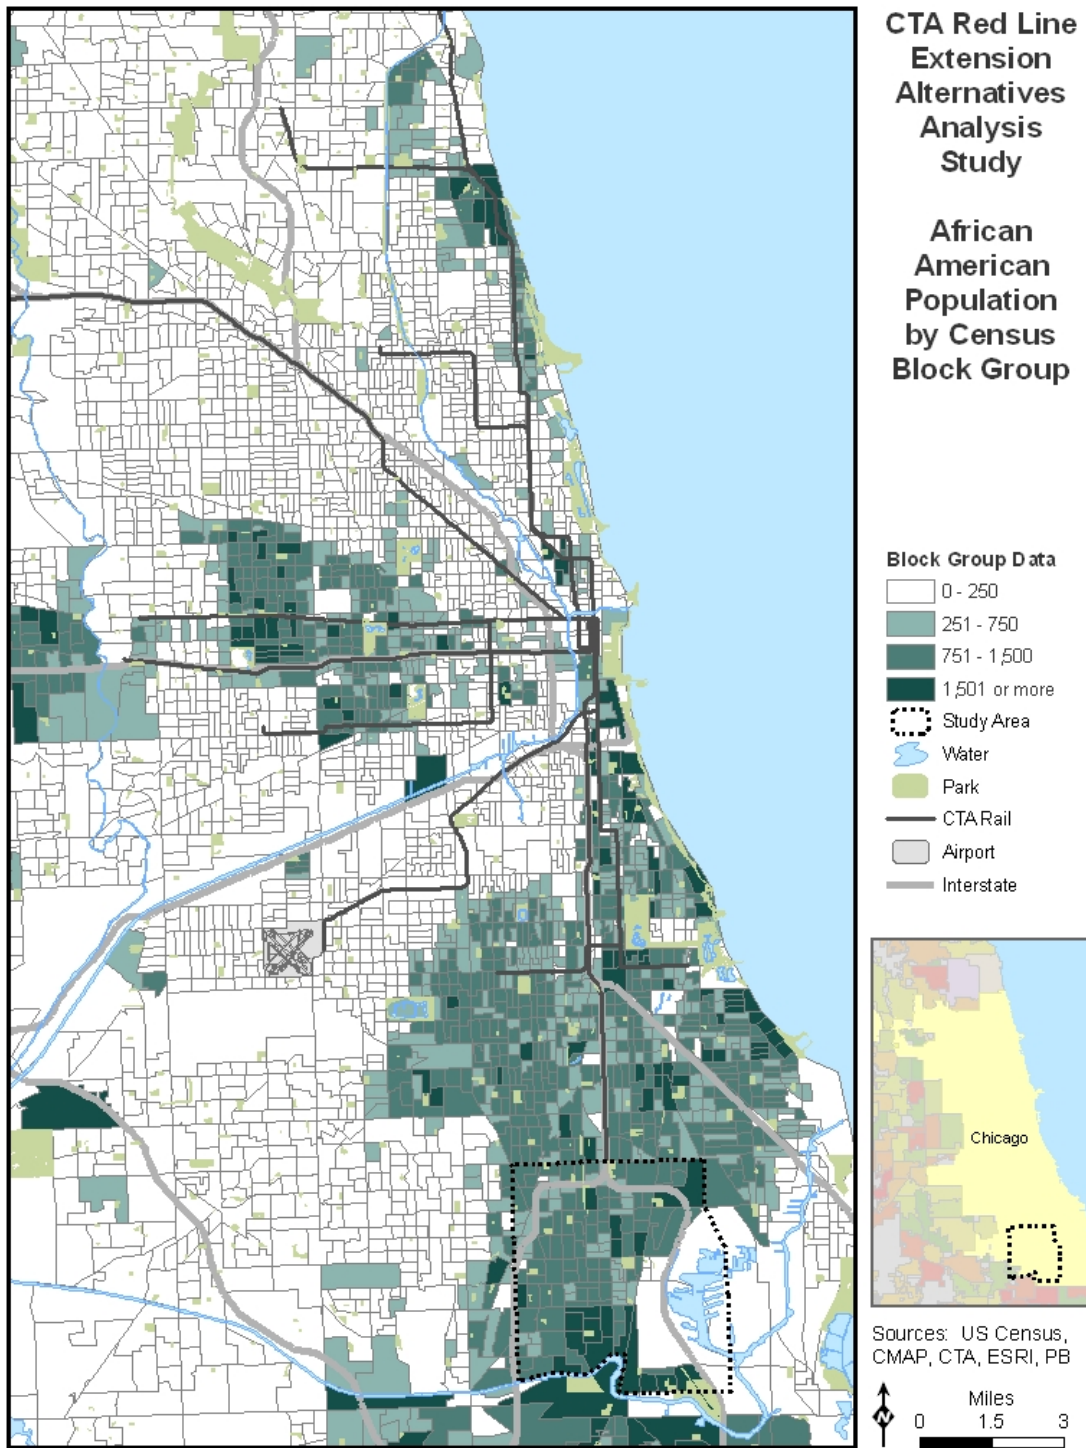 CTA Red Line
Extension
Alternatives
Analysis
Study
African
American
Population
by Census
Block Group
Block Group Data
0 - 250
251 - 750
751 - 1,500
1,501 or more
Study Area
Water
Park
CTA Rail
Airport
Interstate
Chicago
Sources: US Census,
CMAP, CTA, ESRI, PB
Miles
N
0 1.5 3